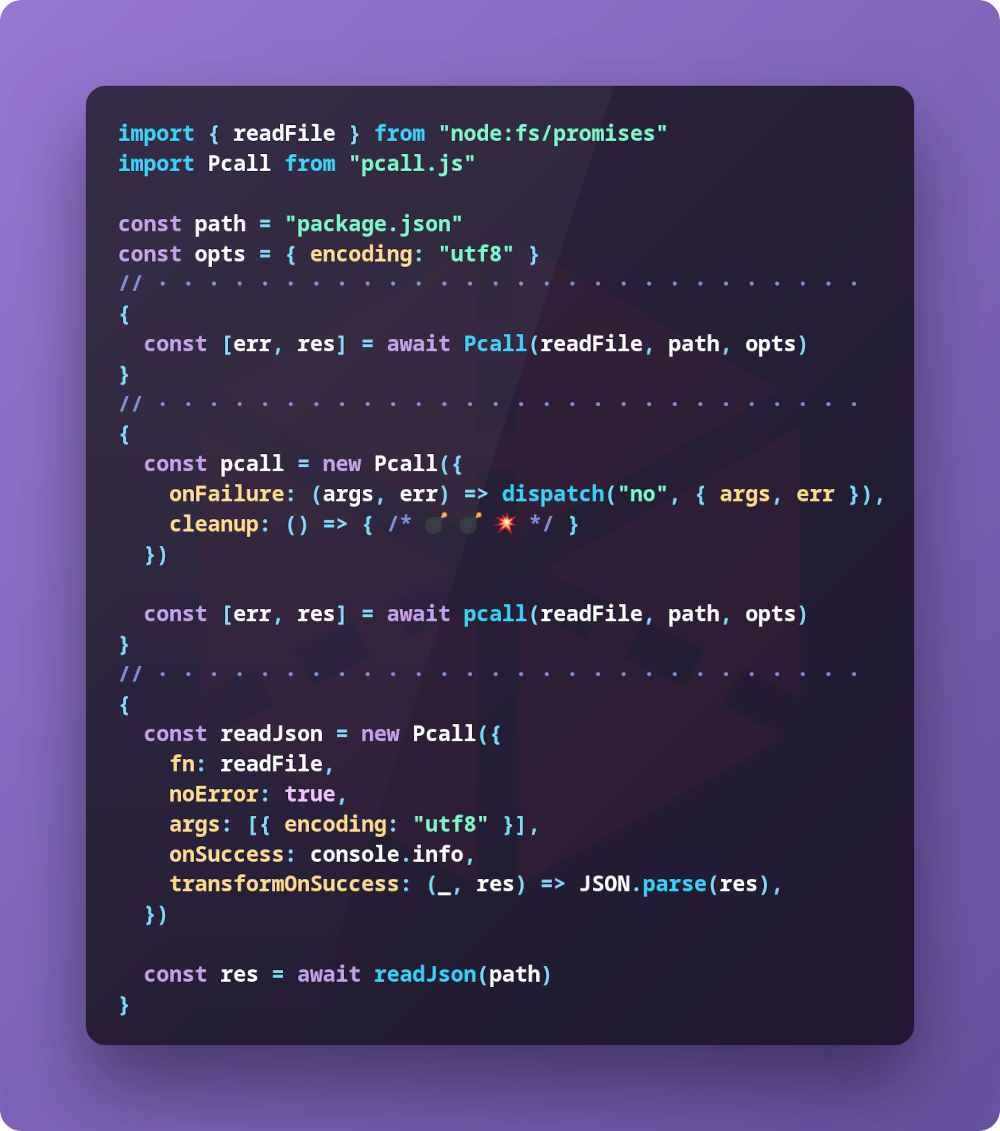 import { readFile } from "node:fs/promises"
import Pcall from "pcall.js"

const path = "package.json"
const opts = { encoding: "utf8" }
// · · · · · · · · · · · · · · · · · · · · · · · · · · · ·
{
  const [err, res] = await Pcall(readFile, path, opts)
}
// · · · · · · · · · · · · · · · · · · · · · · · · · · · ·
{
  const pcall = new Pcall({
    onFailure: (args, err) => dispatch("no", { args, err }),
    cleanup: () => { /* 💣 💣 💥 */ }
  })

  const [err, res] = await pcall(readFile, path, opts)
}
// · · · · · · · · · · · · · · · · · · · · · · · · · · · ·
{
  const readJson = new Pcall({
    fn: readFile,
    noError: true,
    args: [{ encoding: "utf8" }],
    onSuccess: console.info,
    transformOnSuccess: (_, res) => JSON.parse(res),
  })

  const res = await readJson(path)
}